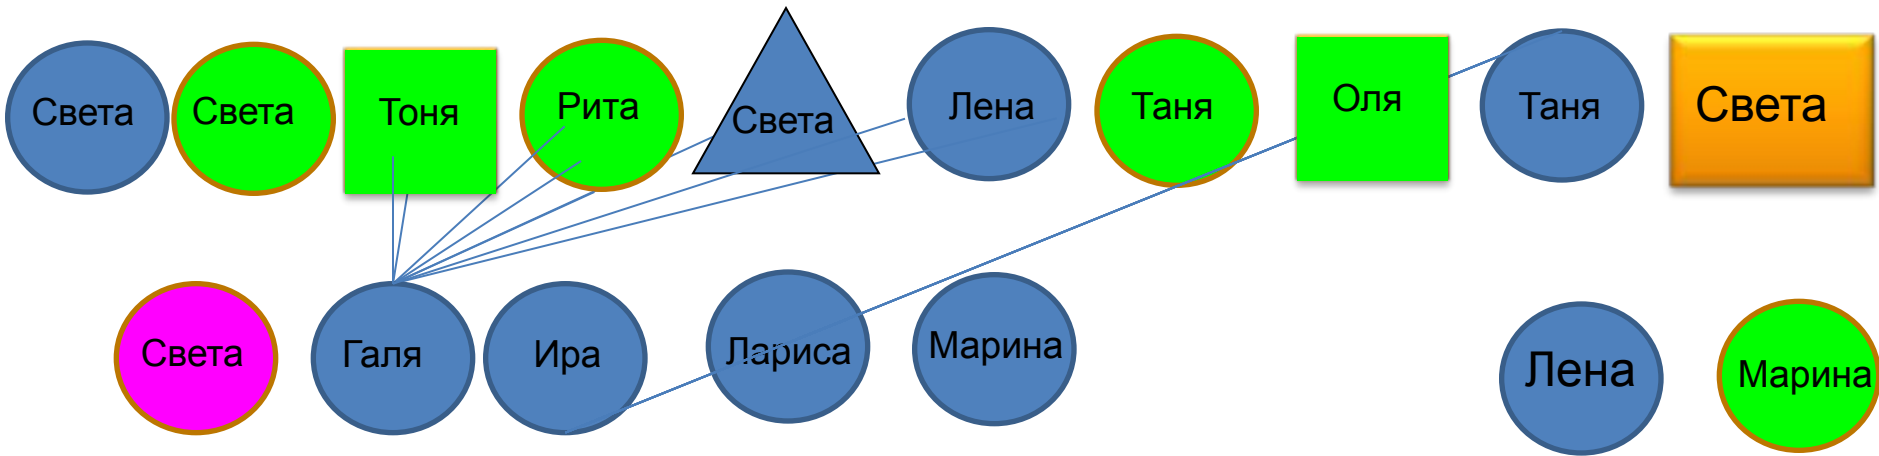 Света
Света
Тоня
Рита
Света
Лена
Таня
Оля
Таня
Света
Света
Галя
Ира
Лариса
Марина
Лена
Марина